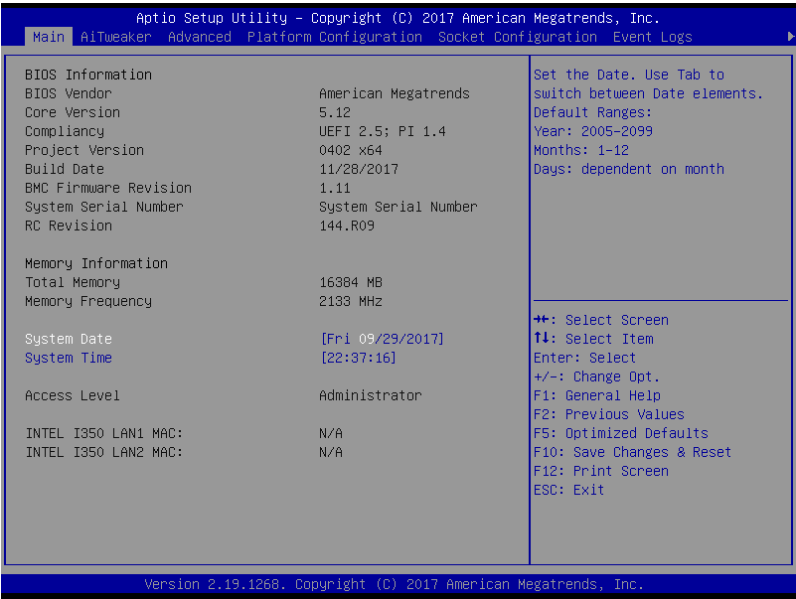 Aptio Setup Utility – Copyright (C) 2017 American Megatrends, Inc.
Main AiTweaker Advanced Platform Configuration Socket Configuration Event Logs
BIOS Information
BIOS Vendor American Megatrends
Core Version 5.12
Compliancy UEFI 2.5; PI 1.4
Project Version 0402 x64
Build Date 11/28/2017
BMC Firmware Revision 1.11
System Serial Number System Serial Number
RC Revision 144.R09
Memory Information
Total Memory 16384 MB
Memory Frequency 2133 MHz
System Date [Fri 09/29/2017]
System Time [22:37:16]
Access Level Administrator
INTEL I350 LAN1 MAC: N/A
INTEL I350 LAN2 MAC: N/A
Set the Date. Use Tab to
switch between Date elements.
Default Ranges:
Year: 2005-2099
Months: 1-12
Days: dependent on month
→←: Select Screen
↑↓: Select Item
Enter: Select
+/-: Change Opt.
F1: General Help
F2: Previous Values
F5: Optimized Defaults
F10: Save Changes & Reset
F12: Print Screen
ESC: Exit
Version 2.19.1268. Copyright (C) 2017 American Megatrends, Inc.